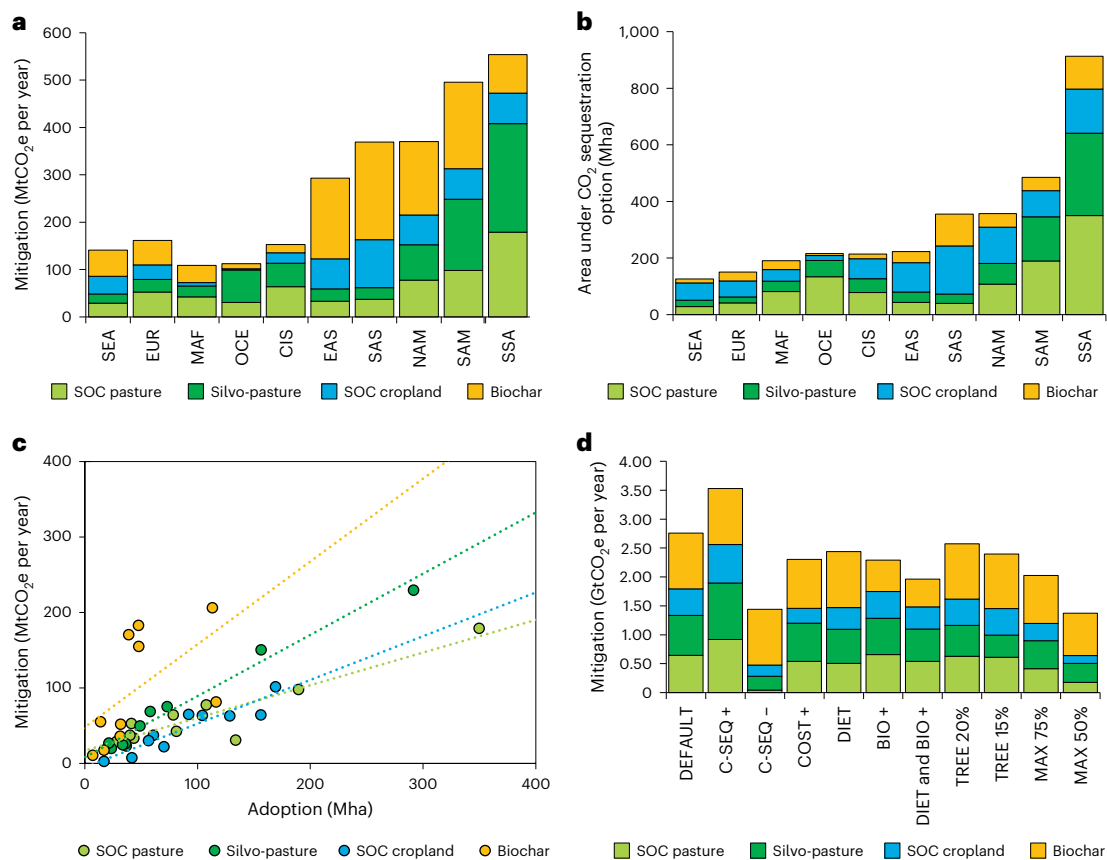 a
Mitigation (MtCO2e per year)
600
500
400
300
200
100
0
SEA
EUR
MAF
OCE
CIS
EAS
SAS
NAM
SAM
SSA
SOC pasture
Silvo-pasture
SOC cropland
Biochar
b
Area under CO2 sequestration
option (Mha)
1,000
800
600
400
200
0
SEA
EUR
MAF
OCE
CIS
EAS
SAS
NAM
SAM
SSA
SOC pasture
Silvo-pasture
SOC cropland
Biochar
c
Mitigation (MtCO2e per year)
400
300
200
100
0
0
100
200
300
400
Adoption (Mha)
SOC pasture
Silvo-pasture
SOC cropland
Biochar
d
Mitigation (GtCO2e per year)
4.00
3.50
3.00
2.50
2.00
1.50
1.00
0.50
0
DEFAULT
C-SEQ +
C-SEQ −
COST +
DIET
BIO +
DIET and BIO +
TREE 20%
TREE 15%
MAX 75%
MAX 50%
SOC pasture
Silvo-pasture
SOC cropland
Biochar